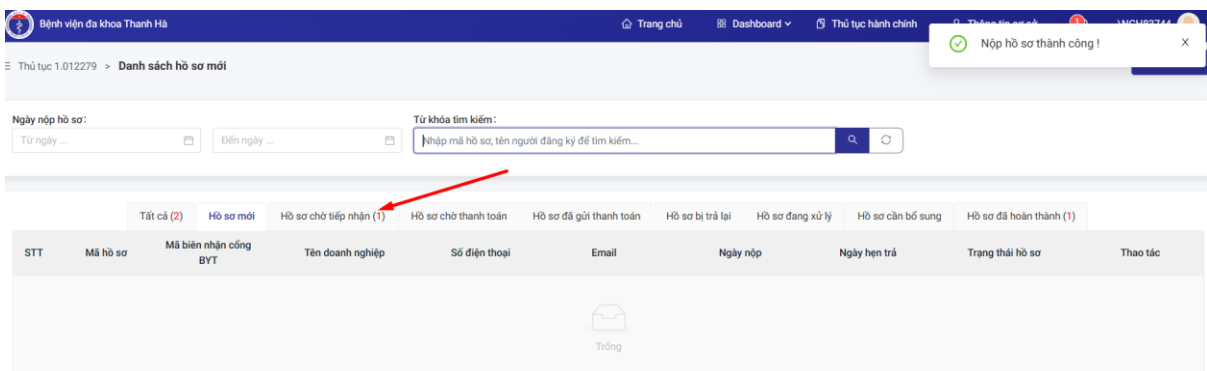 Bệnh viện đa khoa Thanh Hà Trang chủ Dashboard Thủ tục hành chính 1
Nộp hồ sơ thành công !
Thủ tục 1.012279 > Danh sách hồ sơ mới
Ngày nộp hồ sơ: Từ khóa tìm kiếm:
Từ ngày ... Đến ngày ... Nhập mã hồ sơ, tên người đăng ký để tìm kiếm...
Tất cả (2) Hồ sơ mới Hồ sơ chờ tiếp nhận (1) Hồ sơ chờ thanh toán Hồ sơ đã gửi thanh toán Hồ sơ bị trả lại Hồ sơ đang xử lý Hồ sơ cần bổ sung Hồ sơ đã hoàn thành (1)
STT Mã hồ sơ Mã biên nhận cổng BYT Tên doanh nghiệp Số điện thoại Email Ngày nộp Ngày hẹn trả Trạng thái hồ sơ Thao tác
Trống